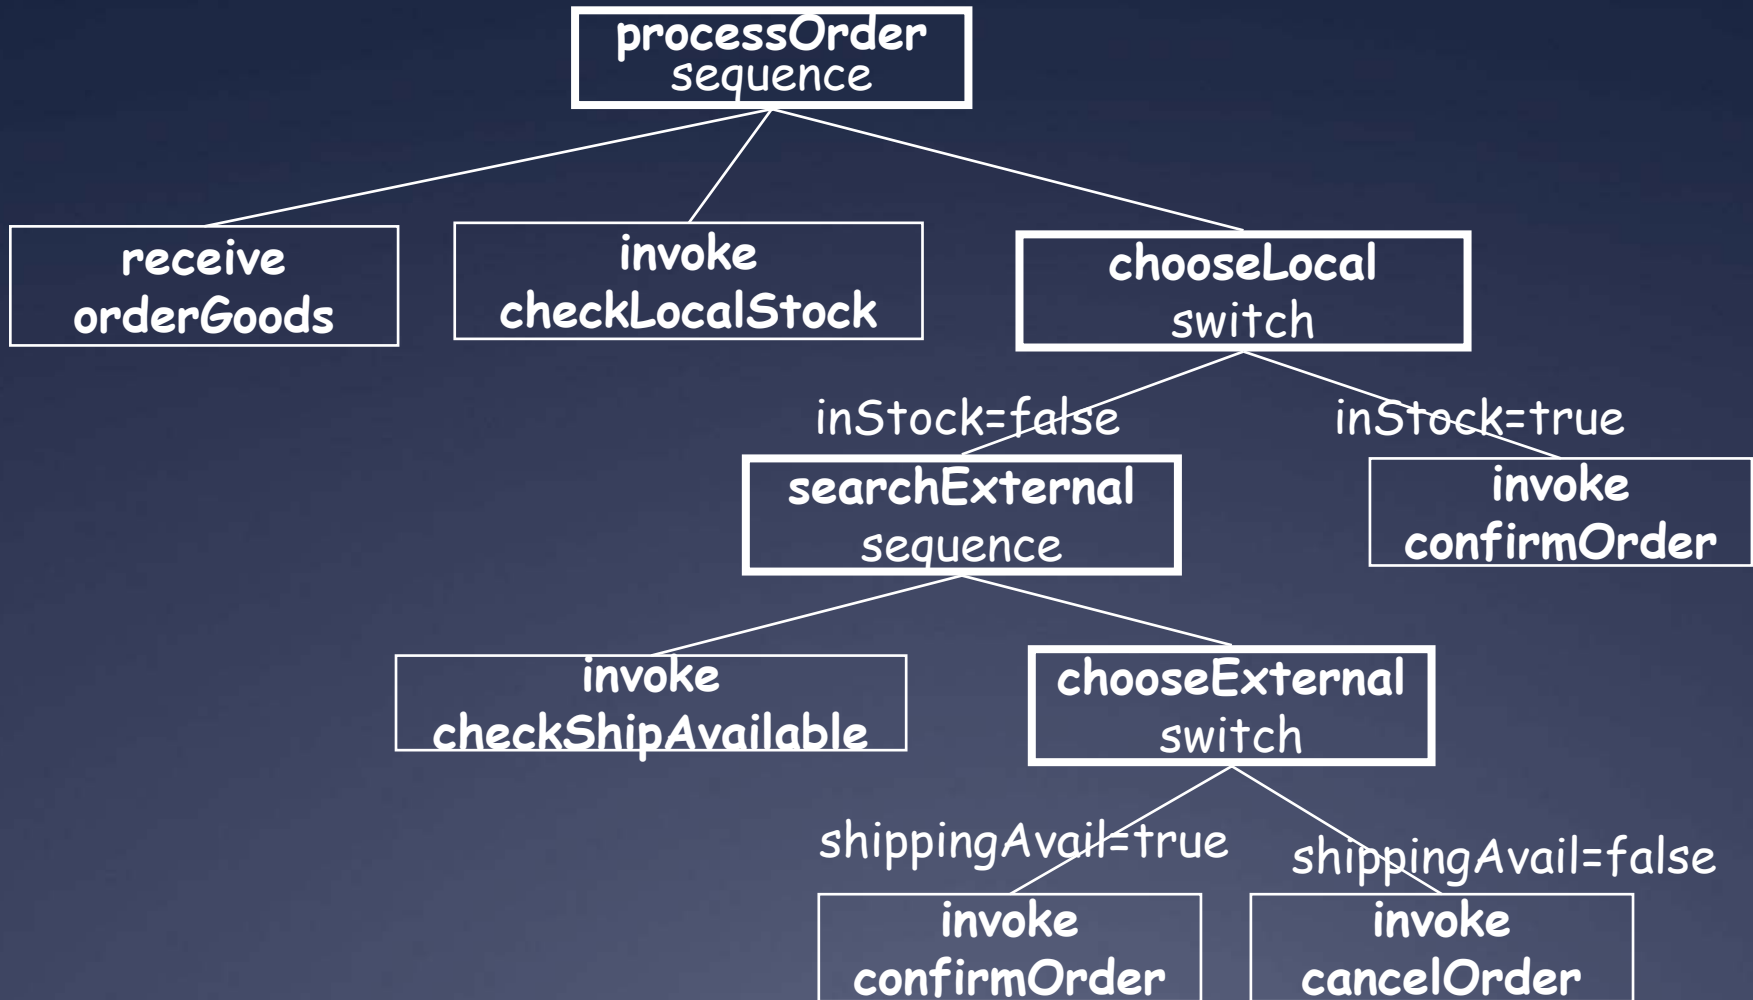 processOrder
sequence
receive
orderGoods
invoke
checkLocalStock
chooseLocal
switch
inStock=false
inStock=true
searchExternal
sequence
invoke
confirmOrder
invoke
checkShipAvailable
chooseExternal
switch
shippingAvail=true
shippingAvail=false
invoke
confirmOrder
invoke
cancelOrder